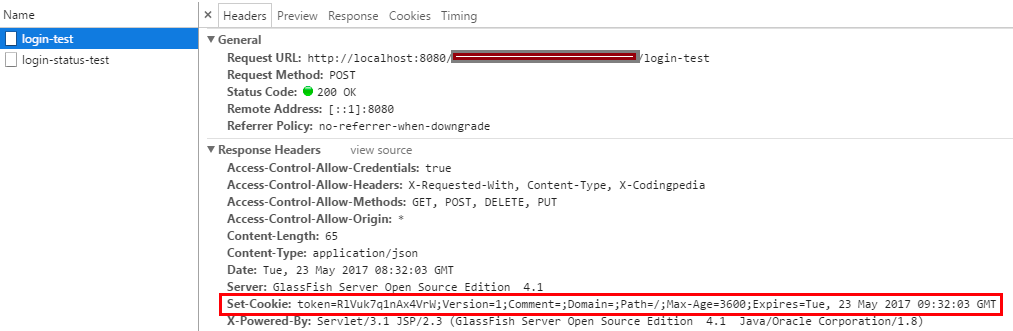 Name
login-test
login-status-test
× Headers Preview Response Cookies Timing
▼ General
Request URL: http://localhost:8080/ /login-test
Request Method: POST
Status Code: 200 OK
Remote Address: [::1]:8080
Referrer Policy: no-referrer-when-downgrade
▼ Response Headers view source
Access-Control-Allow-Credentials: true
Access-Control-Allow-Headers: X-Requested-With, Content-Type, X-Codingpedia
Access-Control-Allow-Methods: GET, POST, DELETE, PUT
Access-Control-Allow-Origin: *
Content-Length: 65
Content-Type: application/json
Date: Tue, 23 May 2017 08:32:03 GMT
Server: GlassFish Server Open Source Edition  4.1
Set-Cookie: token=RlVuk7q1nAx4VrW;Version=1;Comment=;Domain=;Path=/;Max-Age=3600;Expires=Tue, 23 May 2017 09:32:03 GMT
X-Powered-By: Servlet/3.1 JSP/2.3 (GlassFish Server Open Source Edition  4.1  Java/Oracle Corporation/1.8)